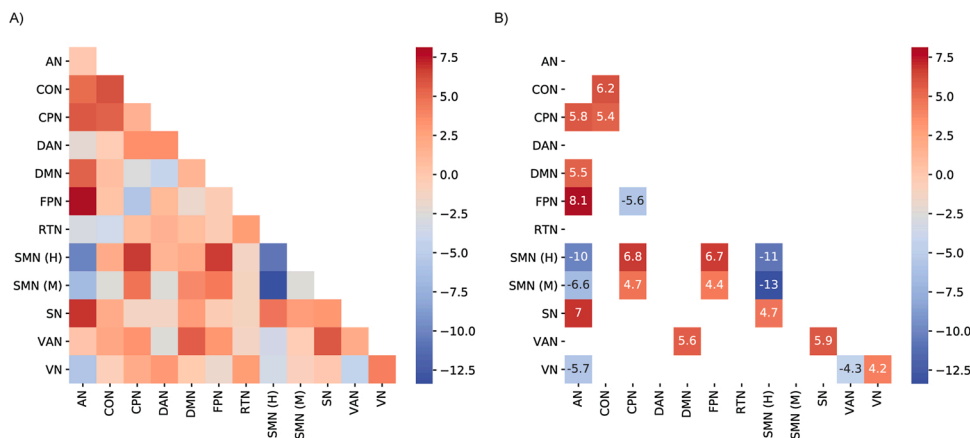 A)
B)
AN
CON
CPN
DAN
DMN
FPN
RTN
SMN (H)
SMN (M)
SN
VAN
VN
AN
CON
CPN
DAN
DMN
FPN
RTN
SMN (H)
SMN (M)
SN
VAN
VN
7.5
5.0
2.5
0.0
−2.5
−5.0
−7.5
−10.0
−12.5
AN
CON 6.2
CPN 5.8 5.4
DAN
DMN 5.5
FPN 8.1 -5.6
RTN
SMN (H) -10 6.8 6.7 -11
SMN (M) -6.6 4.7 4.4 -13
SN 7 4.7
VAN 5.6 5.9
VN -5.7 -4.3 4.2
AN
CON
CPN
DAN
DMN
FPN
RTN
SMN (H)
SMN (M)
SN
VAN
VN
7.5
5.0
2.5
0.0
−2.5
−5.0
−7.5
−10.0
−12.5